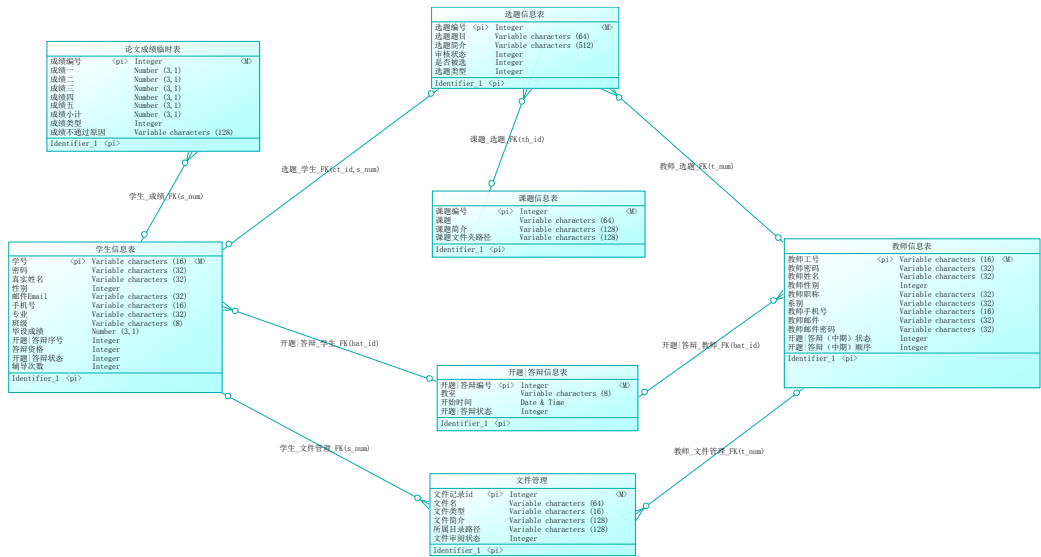 选题信息表
选题编号 <pi> Integer <M>
选题题目 Variable characters (64)
选题简介 Variable characters (512)
审核状态 Integer
是否被选 Integer
选题类型 Integer
Identifier_1 <pi>
论文成绩临时表
成绩编号 <pi> Integer <M>
成绩一 Number (3,1)
成绩二 Number (3,1)
成绩三 Number (3,1)
成绩四 Number (3,1)
成绩五 Number (3,1)
成绩小计 Number (3,1)
成绩类型 Integer
成绩不通过原因 Variable characters (128)
Identifier_1 <pi>
课题_选题_FK(th_id)
选题_学生_FK(ct_id,s_num)
教师_选题_FK(t_num)
学生_成绩_FK(s_num)
课题信息表
课题编号 <pi> Integer <M>
课题 Variable characters (64)
课题简介 Variable characters (128)
课题文件夹路径 Variable characters (128)
Identifier_1 <pi>
学生信息表
学号 <pi> Variable characters (16) <M>
密码 Variable characters (32)
真实姓名 Variable characters (32)
性别 Integer
邮件Email Variable characters (32)
手机号 Variable characters (16)
专业 Variable characters (32)
班级 Variable characters (8)
毕设成绩 Number (3,1)
开题|答辩序号 Integer
答辩资格 Integer
开题|答辩状态 Integer
辅导次数 Integer
Identifier_1 <pi>
教师信息表
教师工号 <pi> Variable characters (16) <M>
教师密码 Variable characters (32)
教师姓名 Variable characters (32)
教师性别 Integer
教师职称 Variable characters (32)
系别 Variable characters (32)
教师手机号 Variable characters (16)
教师邮件 Variable characters (32)
教师邮件密码 Variable characters (32)
开题|答辩（中期）状态 Integer
开题|答辩（中期）顺序 Integer
Identifier_1 <pi>
开题|答辩_学生_FK(bat_id)
开题|答辩_教师_FK(bat_id)
开题|答辩信息表
开题|答辩编号 <pi> Integer <M>
教室 Variable characters (8)
开始时间 Date & Time
开题|答辩状态 Integer
Identifier_1 <pi>
学生_文件管理_FK(s_num)
教师_文件管理_FK(t_num)
文件管理
文件记录id <pi> Integer <M>
文件名 Variable characters (64)
文件类型 Variable characters (16)
文件简介 Variable characters (128)
所属目录路径 Variable characters (128)
文件审阅状态 Integer
Identifier_1 <pi>